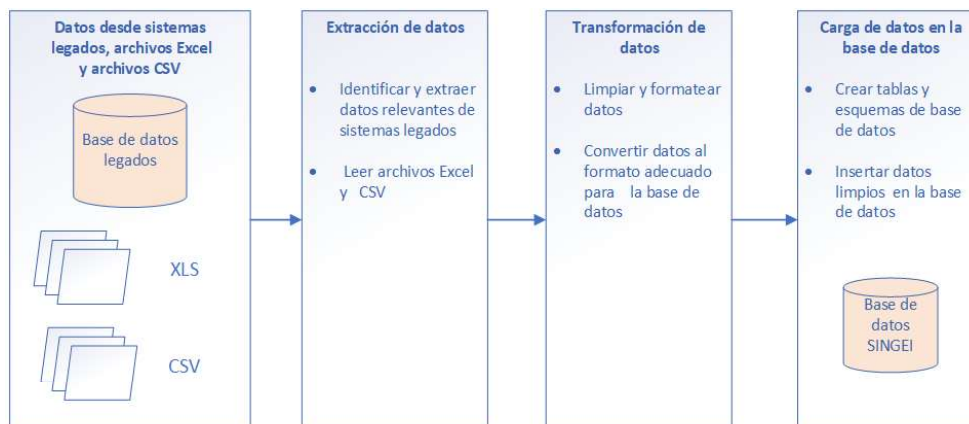 Datos desde sistemas
legados, archivos Excel
y archivos CSV
Base de datos
legados
XLS
CSV
Extracción de datos
• Identificar y extraer
datos relevantes de
sistemas legados
• Leer archivos Excel
y CSV
Transformación de
datos
• Limpiar y formatear
datos
• Convertir datos al
formato adecuado
para la base de
datos
Carga de datos en la
base de datos
• Crear tablas y
esquemas de base
de datos
• Insertar datos
limpios en la base
de datos
Base de
datos
SINGEI